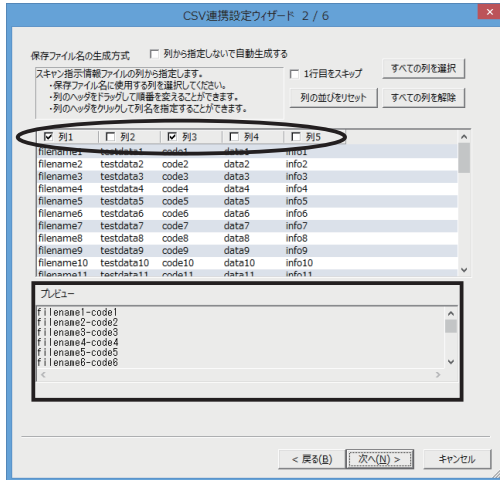 CSV連携設定ウィザード 2 / 6
×
保存ファイル名の生成方式 列から指定しないで自動生成する
スキャン指示情報ファイルの列から指定します。
・保存ファイル名に使用する列を選択してください。
・列のヘッダをドラッグして順番を変えることができます。
・列のヘッダをクリックして列名を指定することができます。
1行目をスキップ すべての列を選択
列の並びをリセット すべての列を解除
列1 列2 列3 列4 列5
filename1 testdata1 code1 data1 info1
filename2 testdata2 code2 data2 info2
filename3 testdata3 code3 data3 info3
filename4 testdata4 code4 data4 info4
filename5 testdata5 code5 data5 info5
filename6 testdata6 code6 data6 info6
filename7 testdata7 code7 data7 info7
filename8 testdata8 code8 data8 info8
filename9 testdata9 code9 data9 info9
filename10 testdata10 code10 data10 info10
filename11 testdata11 code11 data11 info11
プレビュー
filename1-code1
filename2-code2
filename3-code3
filename4-code4
filename5-code5
filename6-code6
< 戻る(B) 次へ(N) > キャンセル